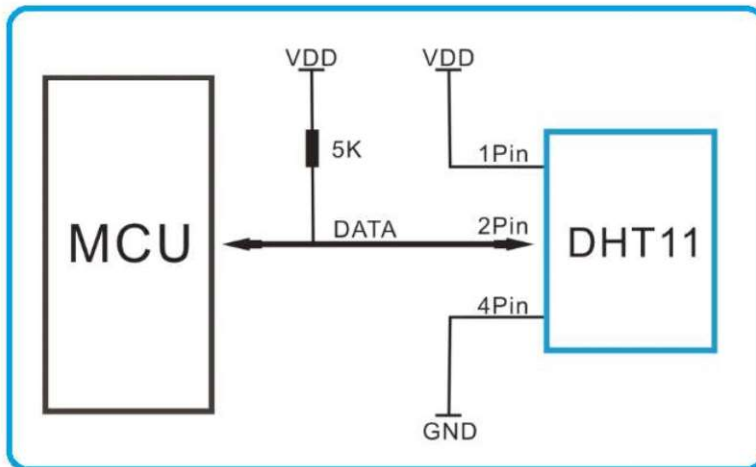 VDD
VDD
5K
1Pin
MCU
DATA
2Pin
DHT11
4Pin
GND